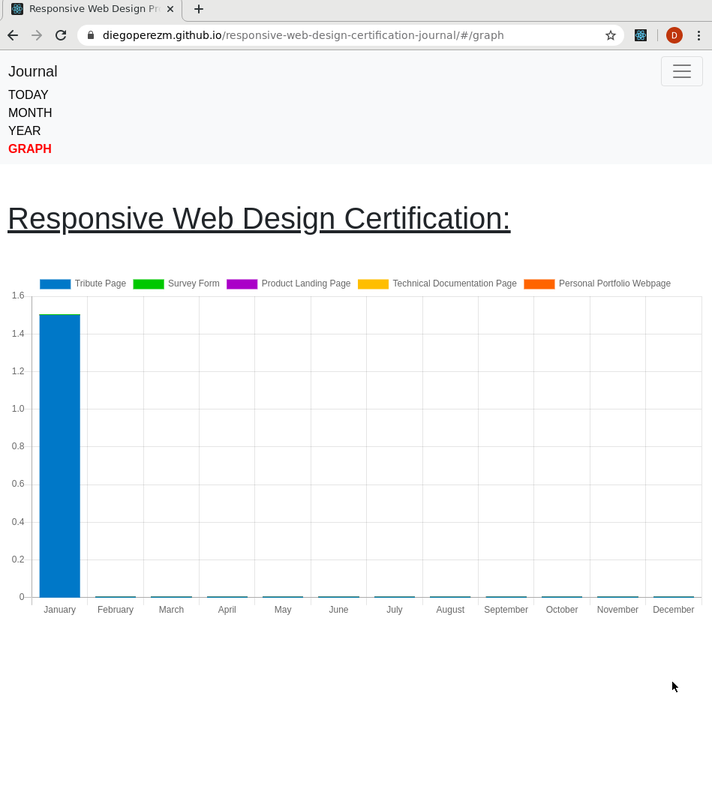 Responsive Web Design Pr
diegoperezm.github.io/responsive-web-design-certification-journal/#/graph
D
Journal
TODAY
MONTH
YEAR
GRAPH
Responsive Web Design Certification:
Tribute Page Survey Form Product Landing Page Technical Documentation Page Personal Portfolio Webpage
1.6
1.4
1.2
1.0
0.8
0.6
0.4
0.2
0
January February March April May June July August September October November December